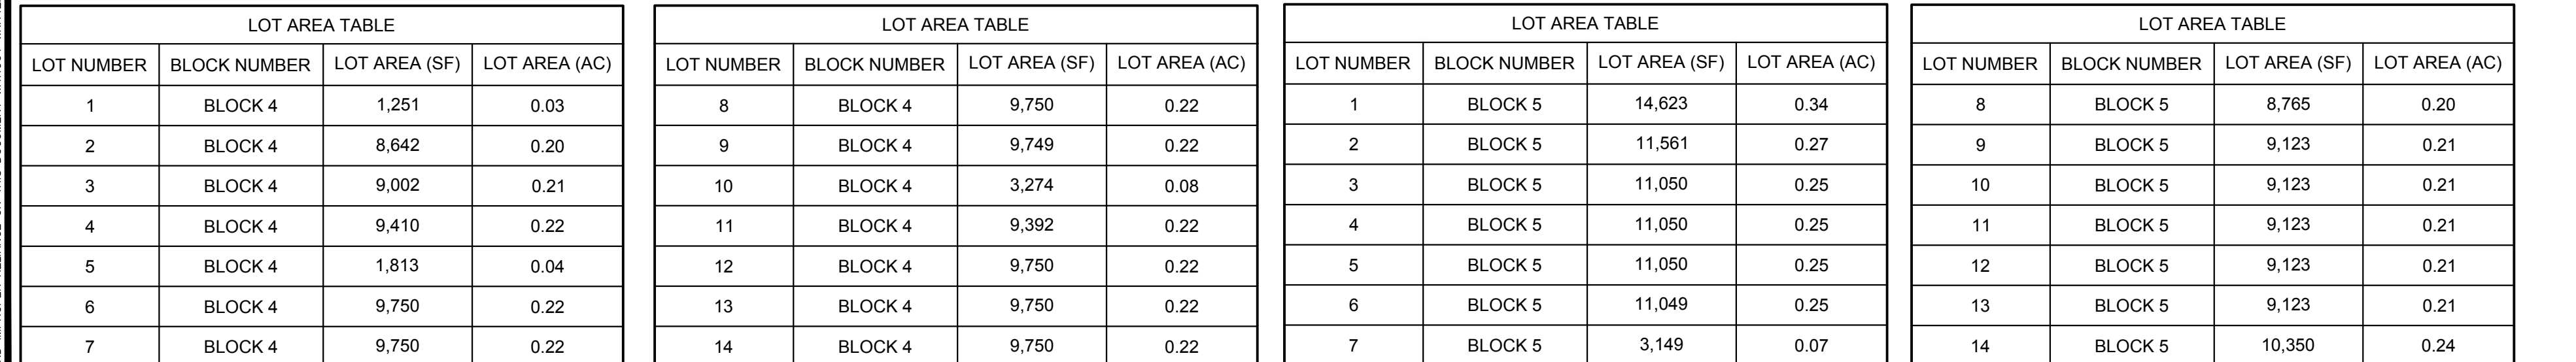 LOT AREA TABLE
LOT NUMBER BLOCK NUMBER LOT AREA (SF) LOT AREA (AC)
1 BLOCK 4 1,251 0.03
2 BLOCK 4 8,642 0.20
3 BLOCK 4 9,002 0.21
4 BLOCK 4 9,410 0.22
5 BLOCK 4 1,813 0.04
6 BLOCK 4 9,750 0.22
7 BLOCK 4 9,750 0.22
LOT AREA TABLE
LOT NUMBER BLOCK NUMBER LOT AREA (SF) LOT AREA (AC)
8 BLOCK 4 9,750 0.22
9 BLOCK 4 9,749 0.22
10 BLOCK 4 3,274 0.08
11 BLOCK 4 9,392 0.22
12 BLOCK 4 9,750 0.22
13 BLOCK 4 9,750 0.22
14 BLOCK 4 9,750 0.22
LOT AREA TABLE
LOT NUMBER BLOCK NUMBER LOT AREA (SF) LOT AREA (AC)
1 BLOCK 5 14,623 0.34
2 BLOCK 5 11,561 0.27
3 BLOCK 5 11,050 0.25
4 BLOCK 5 11,050 0.25
5 BLOCK 5 11,050 0.25
6 BLOCK 5 11,049 0.25
7 BLOCK 5 3,149 0.07
LOT AREA TABLE
LOT NUMBER BLOCK NUMBER LOT AREA (SF) LOT AREA (AC)
8 BLOCK 5 8,765 0.20
9 BLOCK 5 9,123 0.21
10 BLOCK 5 9,123 0.21
11 BLOCK 5 9,123 0.21
12 BLOCK 5 9,123 0.21
13 BLOCK 5 9,123 0.21
14 BLOCK 5 10,350 0.24